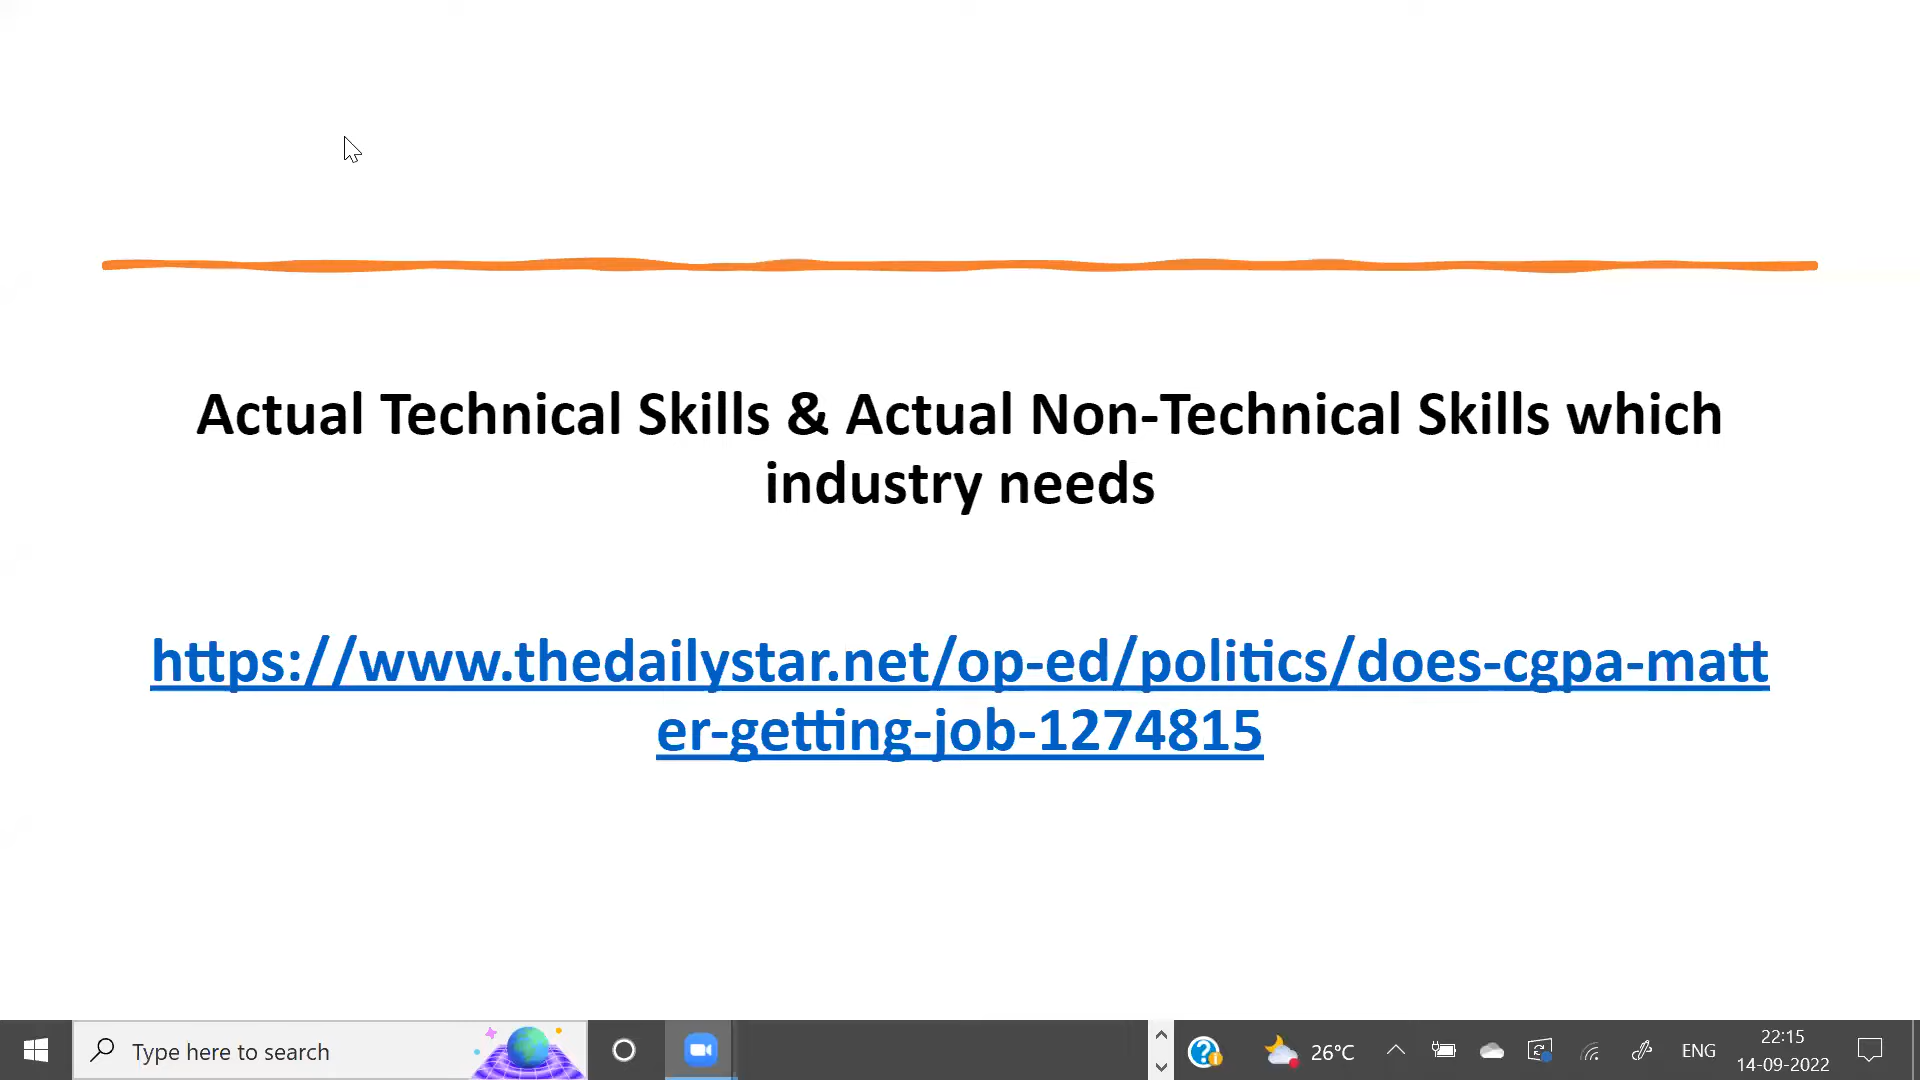 Actual Technical Skills & Actual Non-Technical Skills which
industry needs
https://www.thedailystar.net/op-ed/politics/does-cgpa-matt
er-getting-job-1274815
Type here to search
26°C
ENG
22:15
14-09-2022